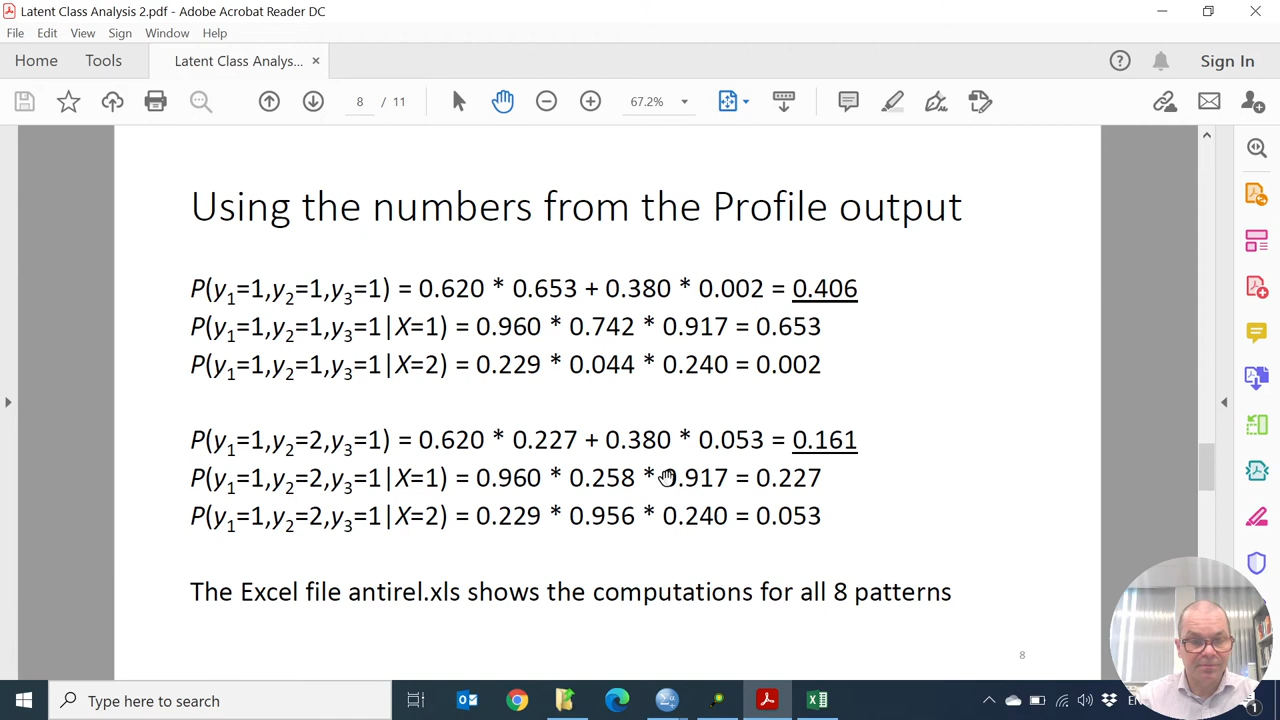 Latent Class Analysis 2.pdf - Adobe Acrobat Reader DC
File Edit View Sign Window Help
Home Tools Latent Class Analys... × Sign In
8 / 11 67.2%
Using the numbers from the Profile output
P(y₁=1,y₂=1,y₃=1) = 0.620 * 0.653 + 0.380 * 0.002 = 0.406
P(y₁=1,y₂=1,y₃=1|X=1) = 0.960 * 0.742 * 0.917 = 0.653
P(y₁=1,y₂=1,y₃=1|X=2) = 0.229 * 0.044 * 0.240 = 0.002
P(y₁=1,y₂=2,y₃=1) = 0.620 * 0.227 + 0.380 * 0.053 = 0.161
P(y₁=1,y₂=2,y₃=1|X=1) = 0.960 * 0.258 * 0.917 = 0.227
P(y₁=1,y₂=2,y₃=1|X=2) = 0.229 * 0.956 * 0.240 = 0.053
The Excel file antirel.xls shows the computations for all 8 patterns
8
Type here to search